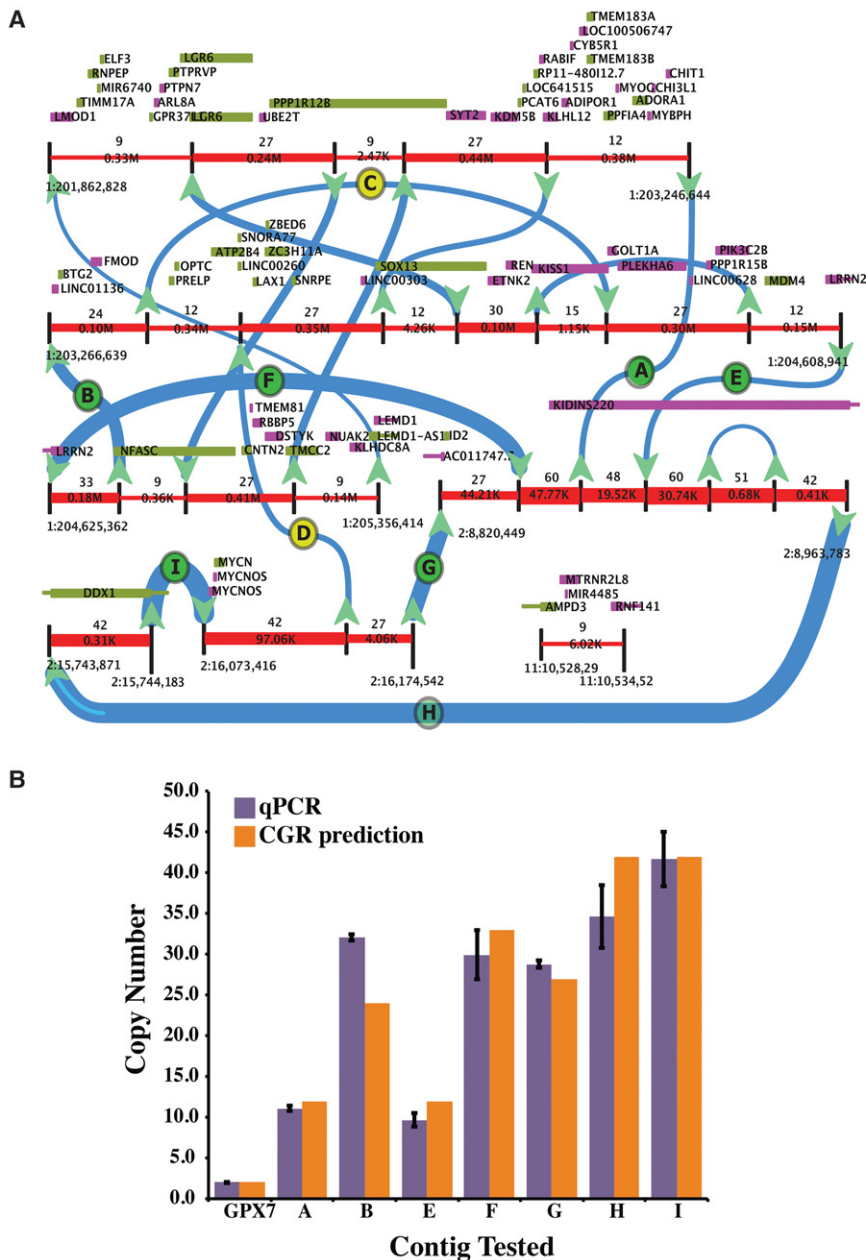 A
TMEM183A
LOC100506747
CYB5R1
ELF3 LGR6 RABIF TMEM183B
RNPEP PTPRVP RP11-480I12.7 CHIT1
MIR6740 PTPN7 LOC641515 MYOG CHI3L1
TIMM17A ARL8A PPP1R12B PCAT6 ADIPOR1 ADORA1
LMOD1 GPR37L1 LGR6 UBE2T SYT2 KDM5B KLHL12 PPFIA4 MYBPH
9 27 9 27 12
0.33M 0.24M 2.47K 0.44M 0.38M
1:201,862,828 C 1:203,246,644
ZBED6
SNORA77
FMOD OPTC ATP2B4 ZC3H11A SOX13 REN GOLT1A PIK3C2B
BTG2 LINC00260 KISS1 PLEKHA6 PPP1R15B
LINC01136 PRELP LAX1 SNRPE LINC00303 ETNK2 LINC00628 MDM4 LRRN2
24 12 27 12 30 15 27 12
0.10M 0.34M 0.35M 4.26K 0.10M 1.15K 0.30M 0.15M
1:203,266,639 1:204,608,941
B F A E
TMEM81 KIDINS220
RBBP5 LEMD1
DSTYK NUAK2 LEMD1-AS1 ID2
LRRN2 NFASC CNTN2 TMCC2 KLHDC8A AC011747.
33 9 27 9 27 60 48 60 51 42
0.18M 0.36K 0.41M 0.14M 44.21K 47.77K 19.52K 30.74K 0.68K 0.41K
1:204,625,362 1:205,356,414 2:8,820,449 2:8,963,783
D
I G
MYCN
MYCNOS MTRNR2L8
DDX1 MYCNOS MIR4485
AMPD3 RNF141
42 42 27 9
0.31K 97.06K 4.06K 6.02K
2:15,743,871 2:15,744,183 2:16,073,416 2:16,174,542 11:10,528,29 11:10,534,52
H
B
50.0
qPCR
45.0
CGR prediction
40.0
35.0
30.0
25.0
20.0
15.0
10.0
5.0
0.0
Copy Number
GPX7 A B E F G H I
Contig Tested